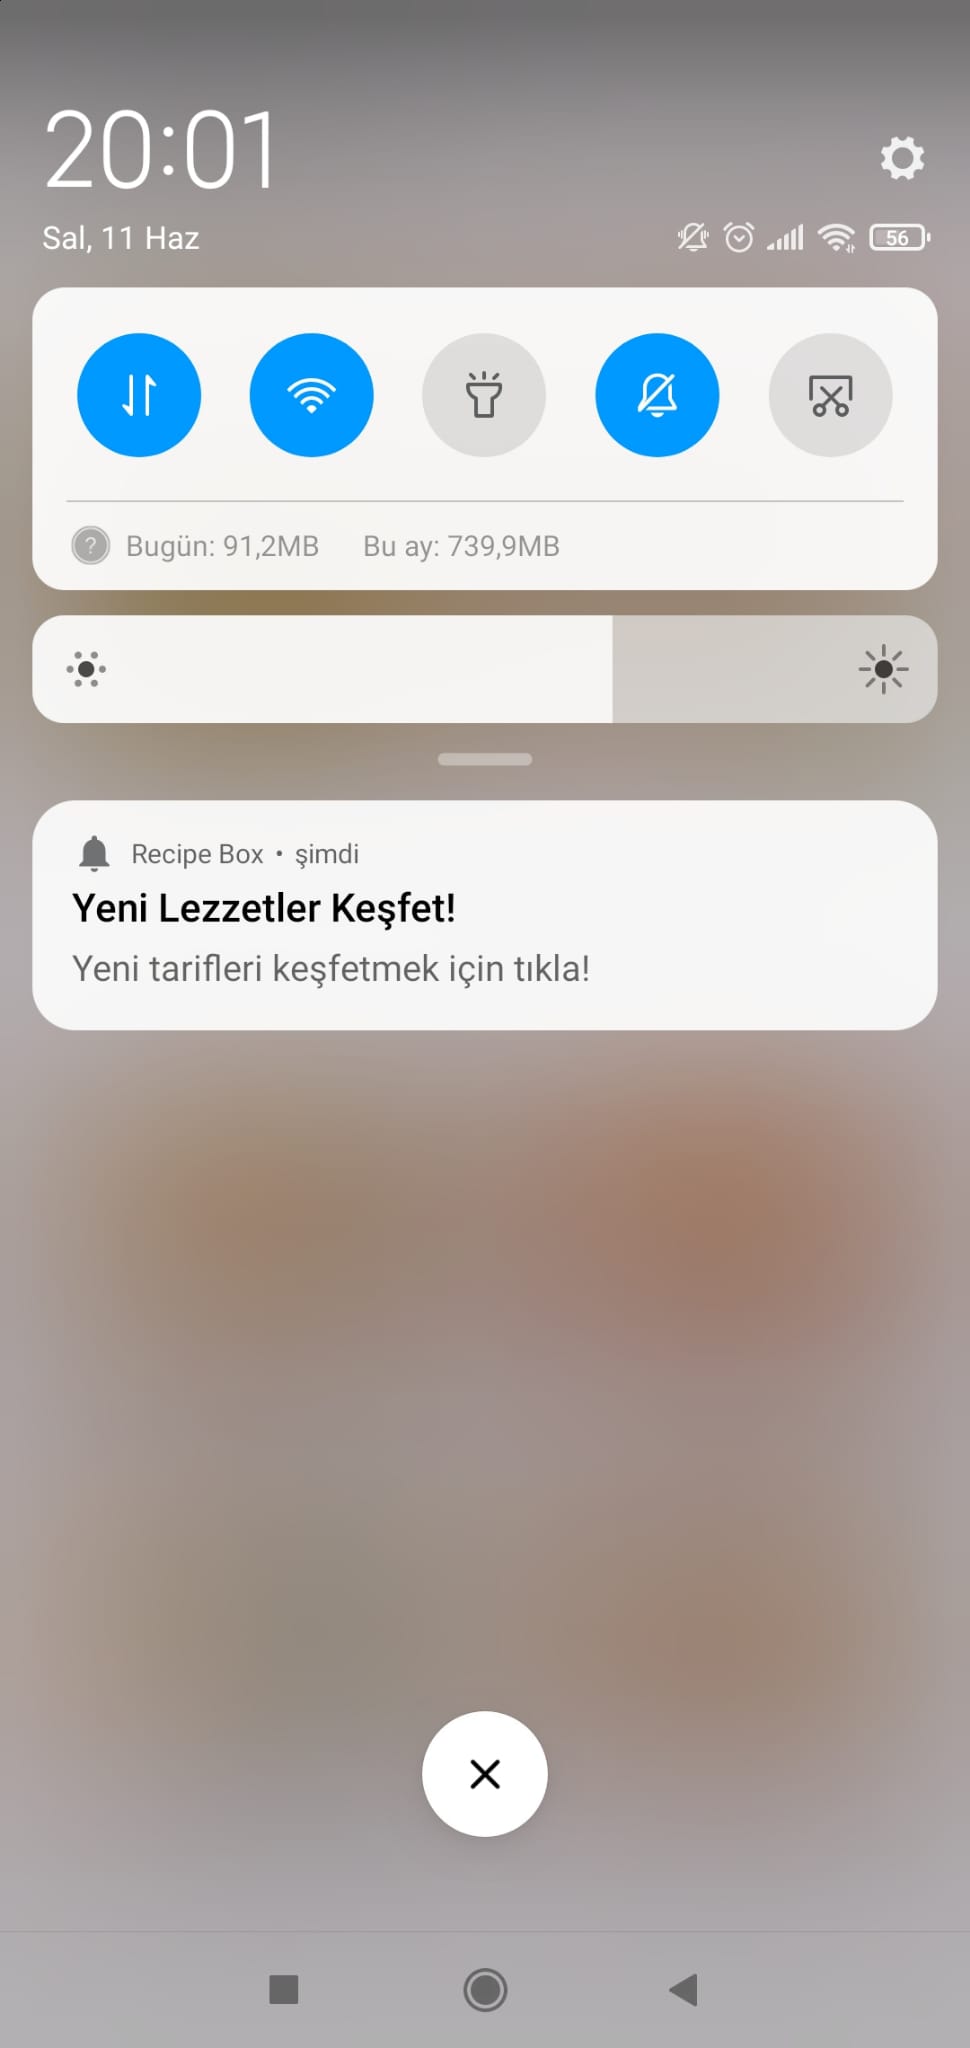 20:01
Sal, 11 Haz
56
? Bugün: 91,2MB Bu ay: 739,9MB
Recipe Box • şimdi
Yeni Lezzetler Keşfet!
Yeni tarifleri keşfetmek için tıkla!